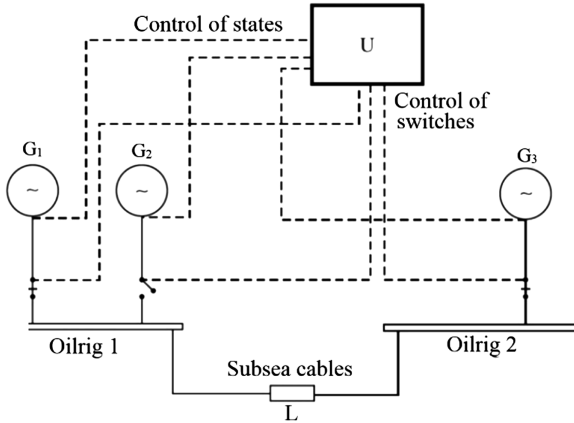 Control of states
U
Control of
switches
G₁
G₂
G₃
~
~
~
Oilrig 1
Oilrig 2
Subsea cables
L